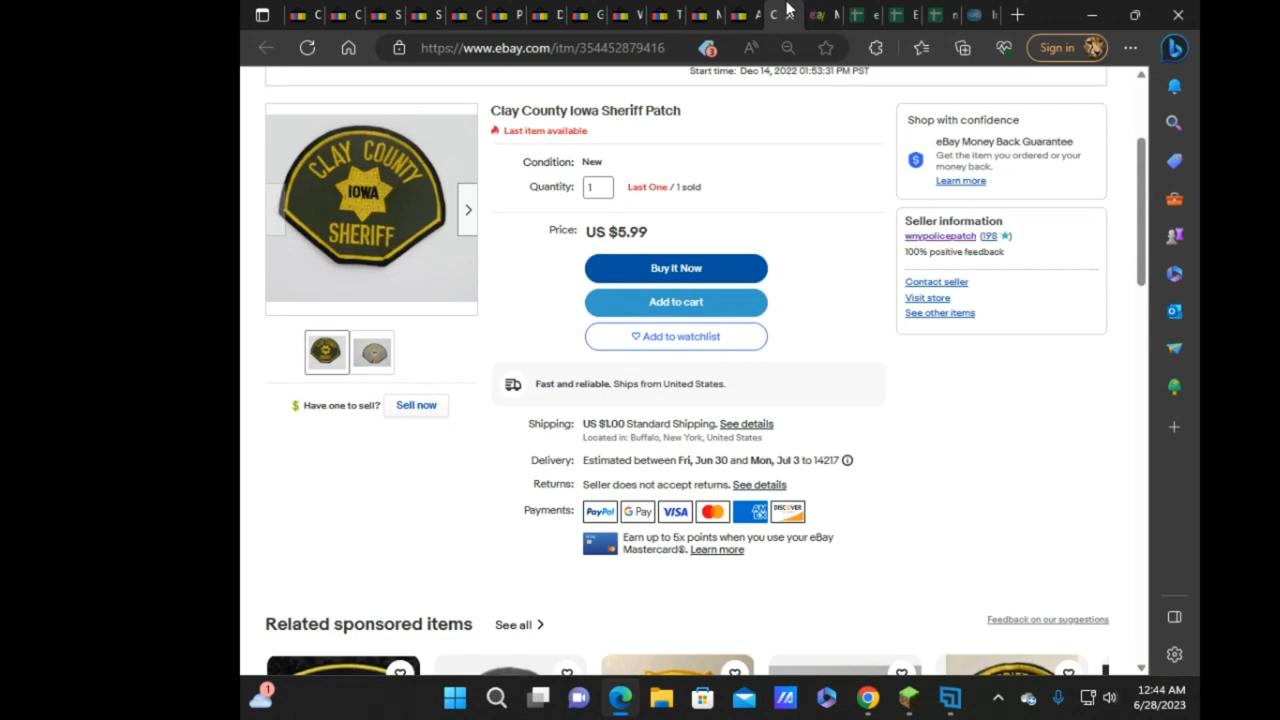 C
C
S
S
C
P
D
G
V
T
M
A
C
ebay M
e
E
n
https://www.ebay.com/itm/354452879416
3
Sign in
Start time: Dec 14, 2022 01:53:31 PM PST
Clay County Iowa Sheriff Patch
Last item available
Condition: New
Quantity: 1 Last One / 1 sold
Price: US $5.99
Buy It Now
Add to cart
Add to watchlist
Fast and reliable. Ships from United States.
Shipping: US $1.00 Standard Shipping. See details
Located in: Buffalo, New York, United States
Delivery: Estimated between Fri, Jun 30 and Mon, Jul 3 to 14217
Returns: Seller does not accept returns. See details
Payments: PayPal G Pay VISA AM EX DISCOVER
Earn up to 5x points when you use your eBay
Mastercard®. Learn more
CLAY COUNTY
IOWA
SHERIFF
Have one to sell? Sell now
Shop with confidence
eBay Money Back Guarantee
Get the item you ordered or your
money back.
Learn more
Seller information
wnypolicepatch (198)
100% positive feedback
Contact seller
Visit store
See other items
Related sponsored items See all
Feedback on our suggestions
1
12:44 AM
6/28/2023